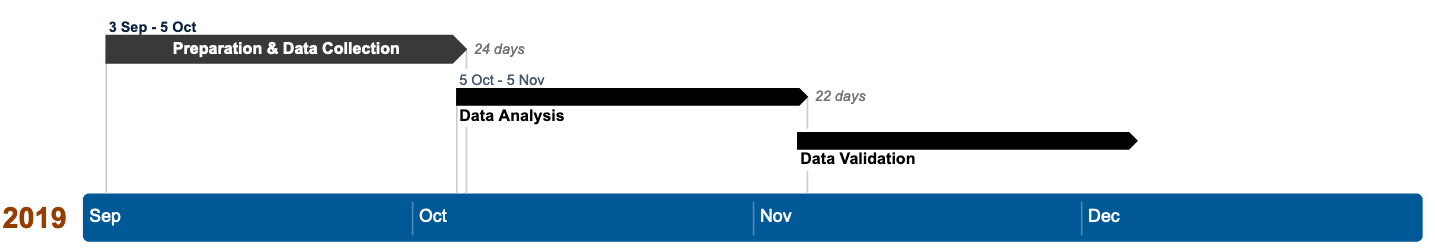 3 Sep - 5 Oct
Preparation & Data Collection
24 days
5 Oct - 5 Nov
22 days
Data Analysis
Data Validation
2019
Sep
Oct
Nov
Dec